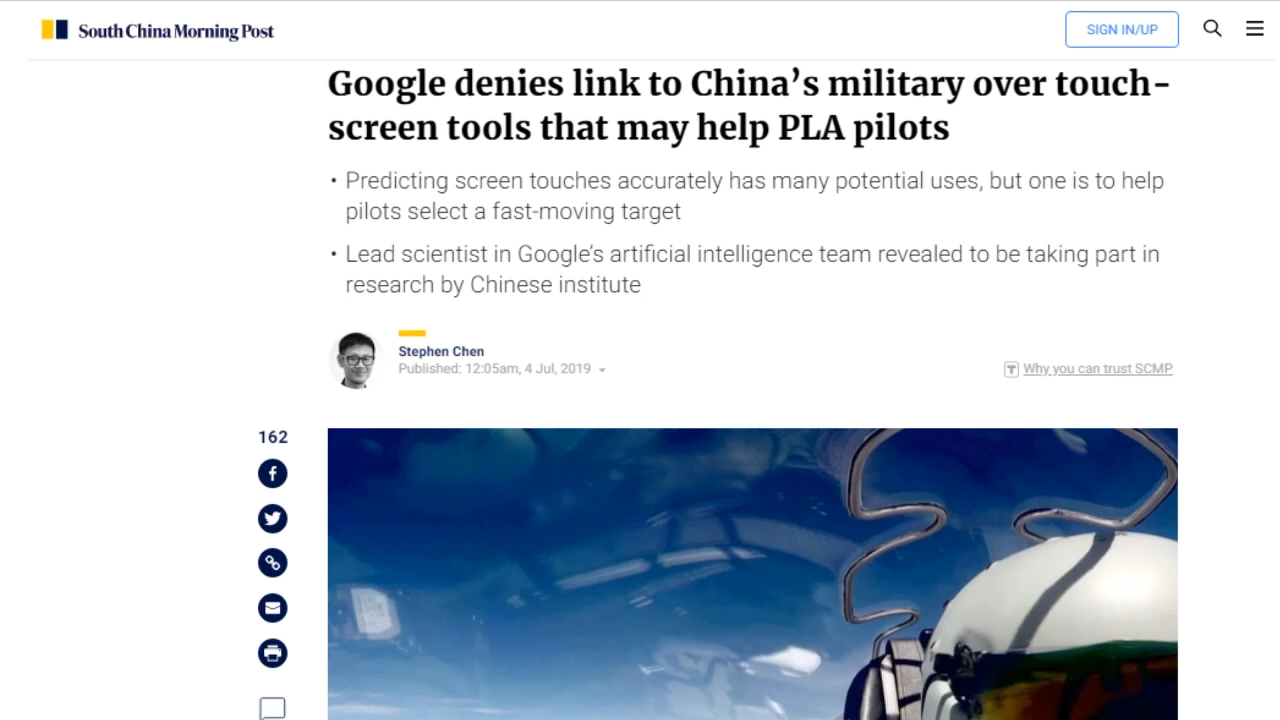 South China Morning Post
SIGN IN/UP
Google denies link to China’s military over touch-
screen tools that may help PLA pilots
• Predicting screen touches accurately has many potential uses, but one is to help
pilots select a fast-moving target
• Lead scientist in Google’s artificial intelligence team revealed to be taking part in
research by Chinese institute
Stephen Chen
Published: 12:05am, 4 Jul, 2019
Why you can trust SCMP
162